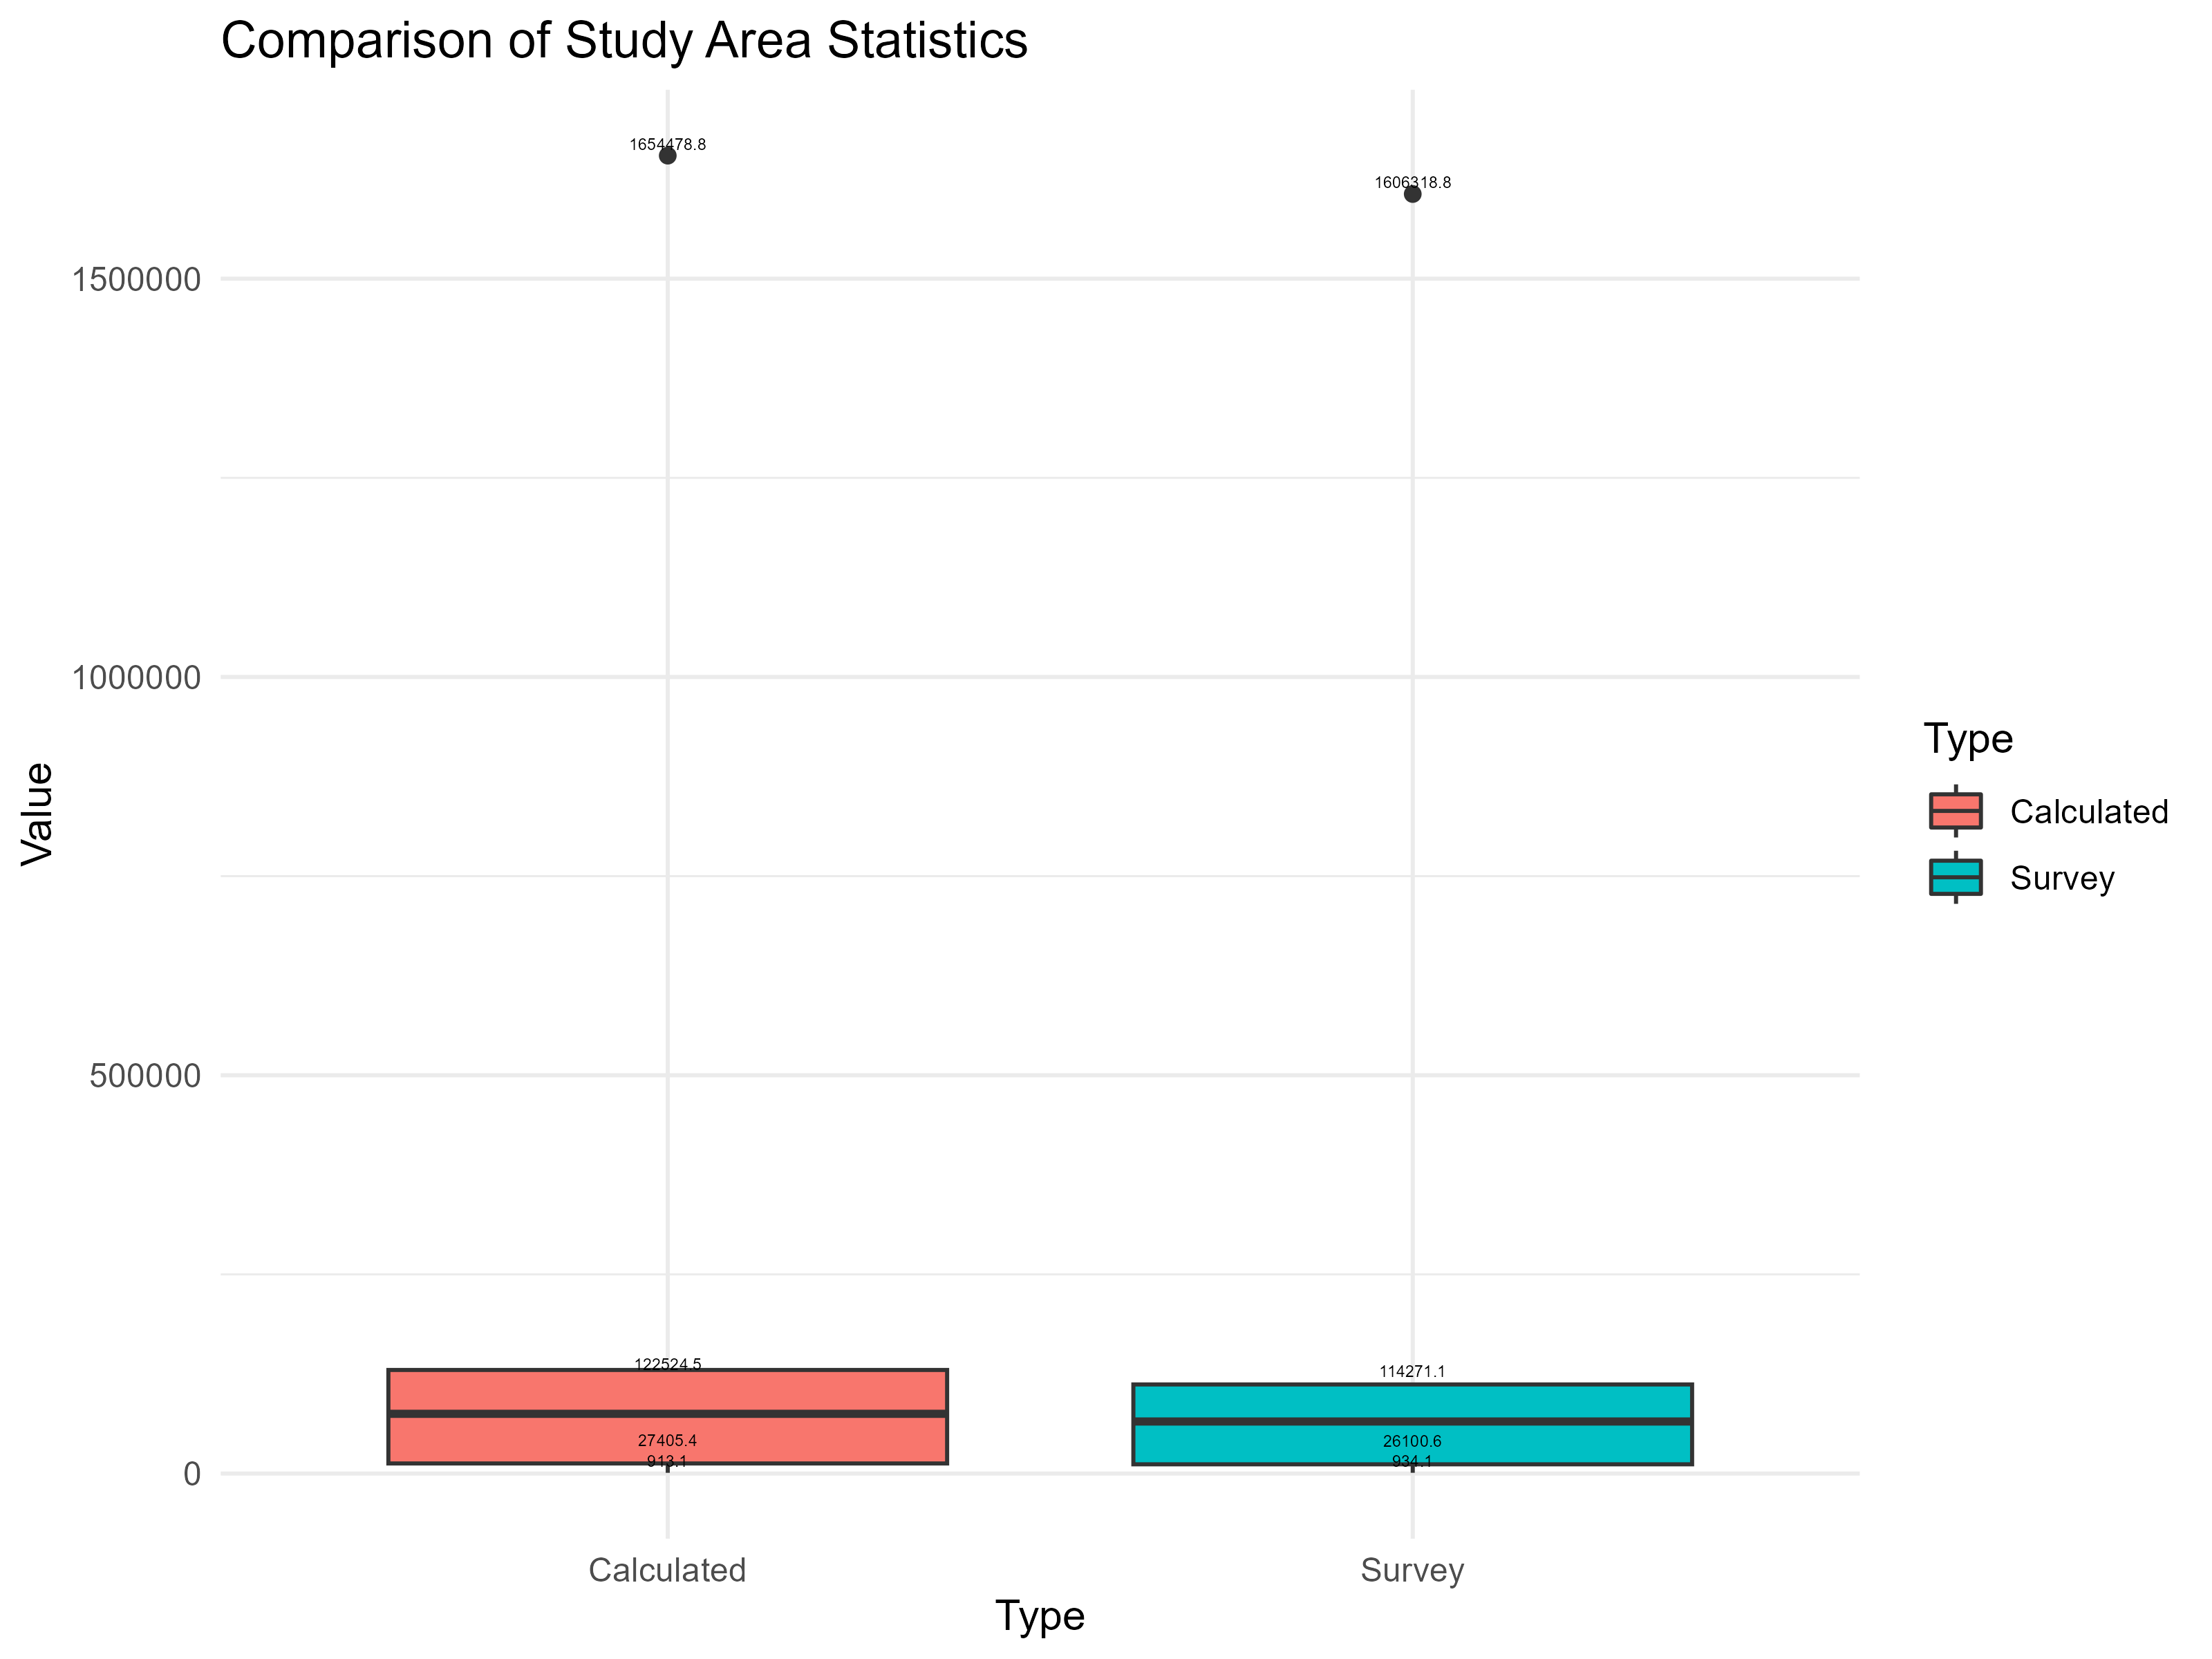 Comparison of Study Area Statistics
1654478.8
1606318.8
1500000
1000000
500000
0
Value
122524.5
27405.4
913.1
114271.1
26100.6
934.1
Calculated
Survey
Type
Type
Calculated
Survey